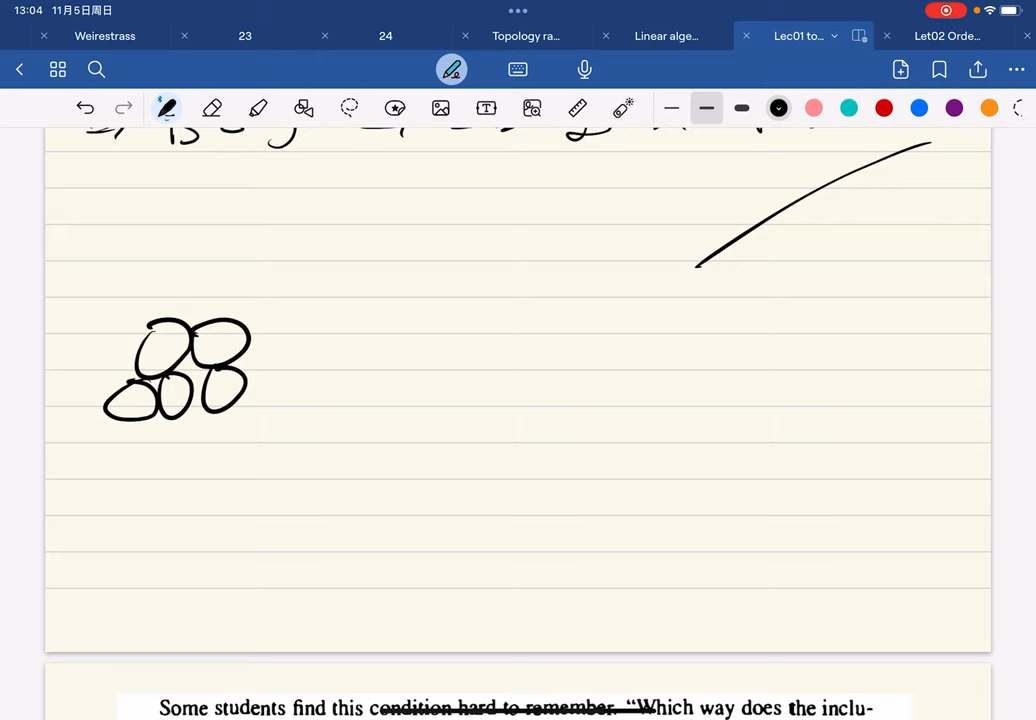 13:04 11月5日周日
Weirestrass
23
24
Topology ra...
Linear alge...
Lec01 to...
Let02 Orde...
Some students find this condition hard to remember. “Which way does the inclu-